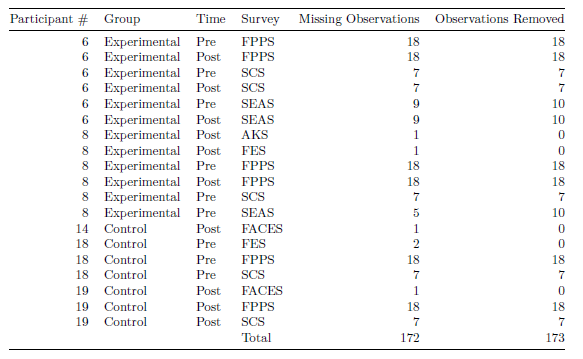 Participant # Group Time Survey Missing Observations Observations Removed
6 Experimental Pre FPPS 18 18
6 Experimental Post FPPS 18 18
6 Experimental Pre SCS 7 7
6 Experimental Post SCS 7 7
6 Experimental Pre SEAS 9 10
6 Experimental Post SEAS 9 10
8 Experimental Post AKS 1 0
8 Experimental Post FES 1 0
8 Experimental Pre FPPS 18 18
8 Experimental Post FPPS 18 18
8 Experimental Pre SCS 7 7
8 Experimental Pre SEAS 5 10
14 Control Post FACES 1 0
18 Control Pre FES 2 0
18 Control Pre FPPS 18 18
18 Control Pre SCS 7 7
19 Control Post FACES 1 0
19 Control Post FPPS 18 18
19 Control Post SCS 7 7
Total 172 173